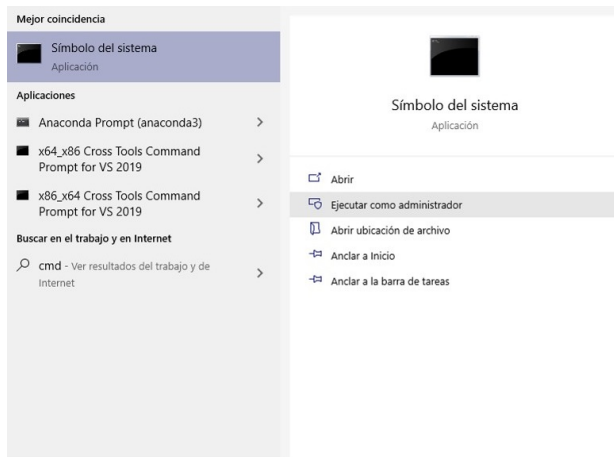 Mejor coincidencia
Símbolo del sistema
Aplicación
Aplicaciones
Anaconda Prompt (anaconda3)
x64_x86 Cross Tools Command
Prompt for VS 2019
x86_x64 Cross Tools Command
Prompt for VS 2019
Buscar en el trabajo y en Internet
cmd - Ver resultados del trabajo y de
Internet
Símbolo del sistema
Aplicación
Abrir
Ejecutar como administrador
Abrir ubicación de archivo
Anclar a Inicio
Anclar a la barra de tareas